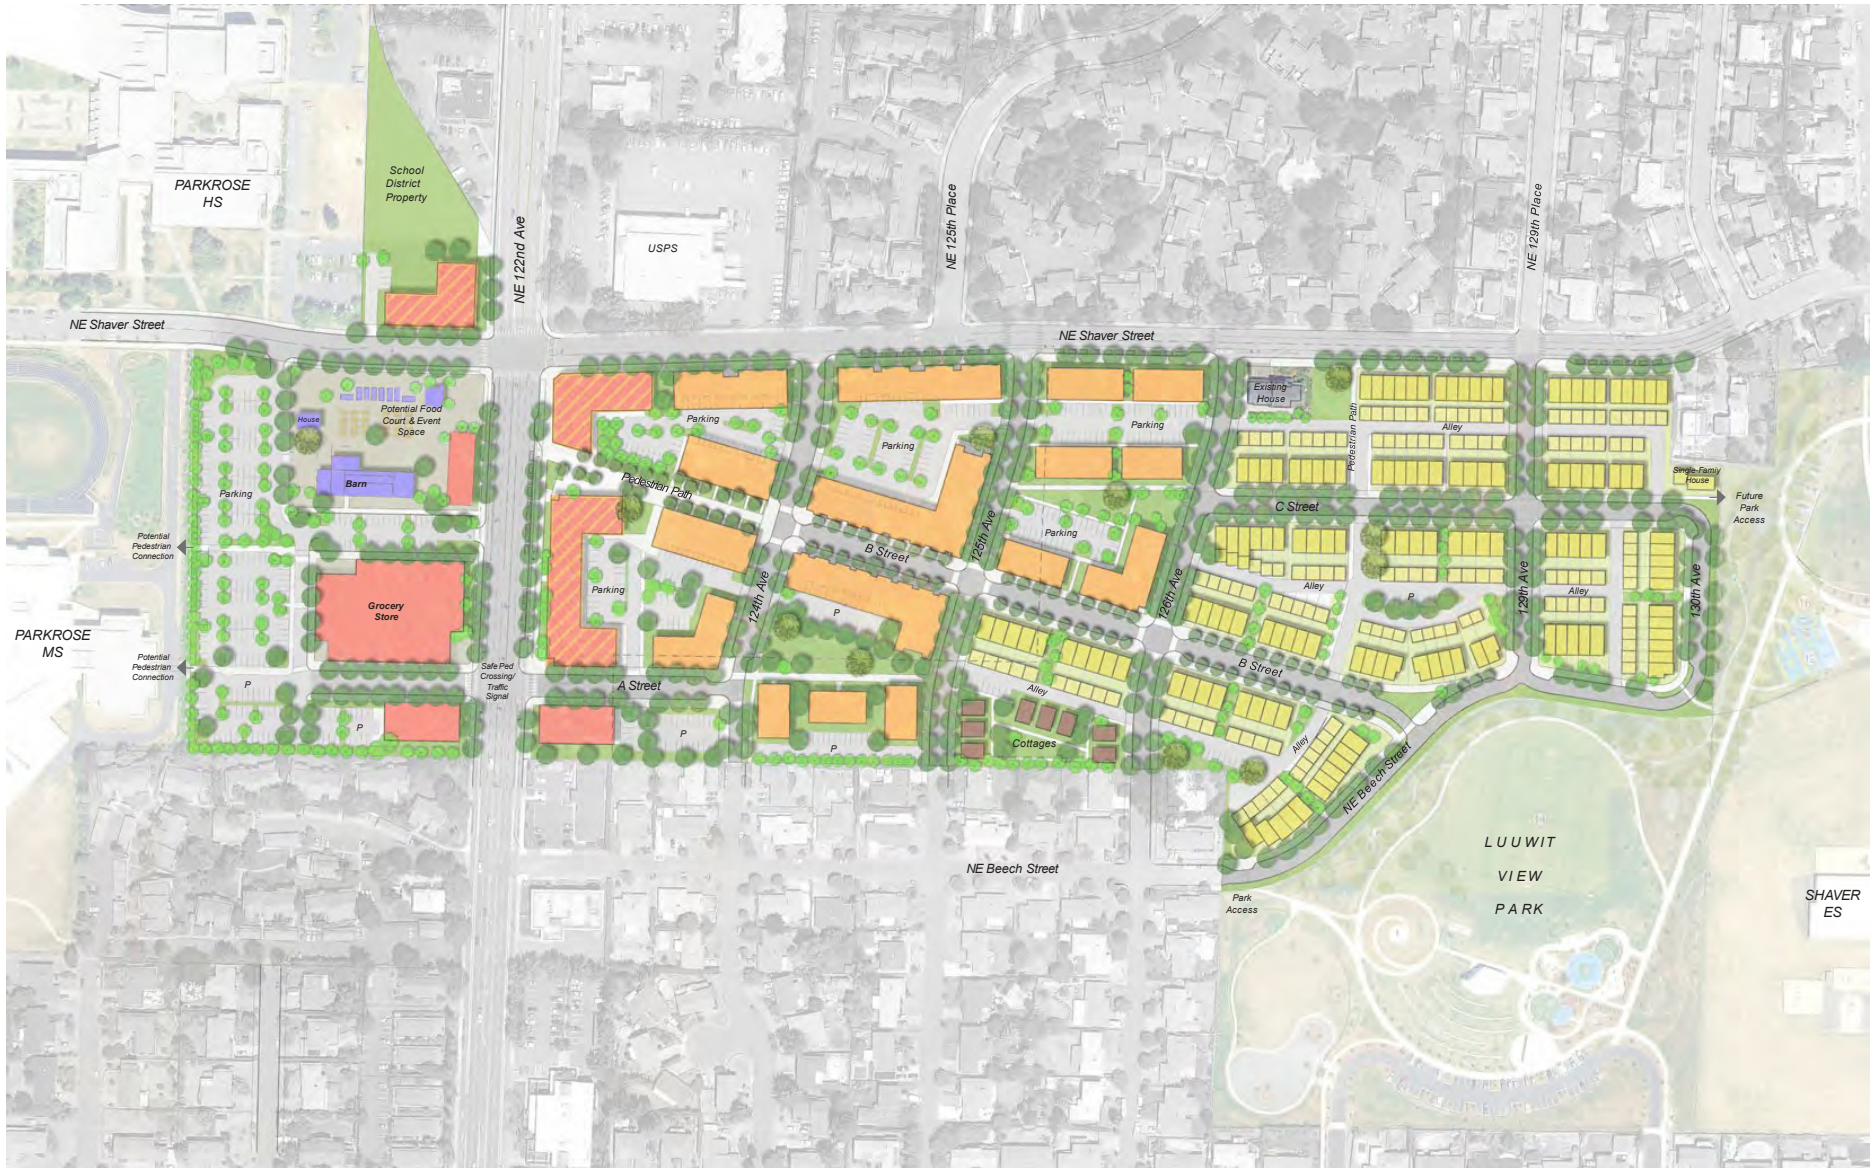 School
District
Property
PARKROSE
HS
NE 122nd Ave
USPS
NE 125th Place
NE 129th Place
NE Shaver Street
NE Shaver Street
House
Potential Food
Court & Event
Space
Barn
Parking
Parking
Parking
Parking
Existing
House
Pedestrian Path
Alley
Single-Famiy
House
Future
Park
Access
Pedestrian Path
Potential
Pedestrian
Connection
Grocery
Store
Parking
124th Ave
B Street
125th Ave
Parking
126th Ave
C Street
Alley
P
129th Ave
Alley
130th Ave
P
PARKROSE
MS
Potential
Pedestrian
Connection
P
P
Safe Ped
Crossing/
Traffic
Signal
A Street
P
P
Alley
Cottages
B Street
Alley
NE Beech Street
NE Beech Street
Park
Access
LUUWIT
VIEW
PARK
SHAVER
ES